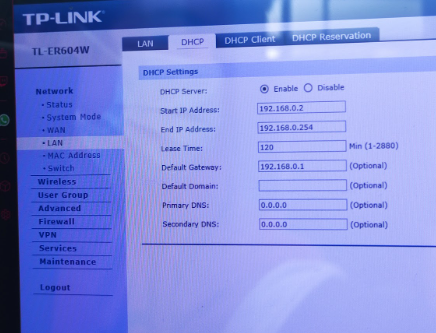 TP-LINK
TL-ER604W
LAN DHCP DHCP Client DHCP Reservation
Network
• Status
• System Mode
• WAN
• LAN
• MAC Address
• Switch
Wireless
User Group
Advanced
Firewall
VPN
Services
Maintenance
Logout
DHCP Settings
DHCP Server: Enable Disable
Start IP Address: 192.168.0.2
End IP Address: 192.168.0.254
Lease Time: 120 Min (1-2880)
Default Gateway: 192.168.0.1 (Optional)
Default Domain: (Optional)
Primary DNS: 0.0.0.0 (Optional)
Secondary DNS: 0.0.0.0 (Optional)